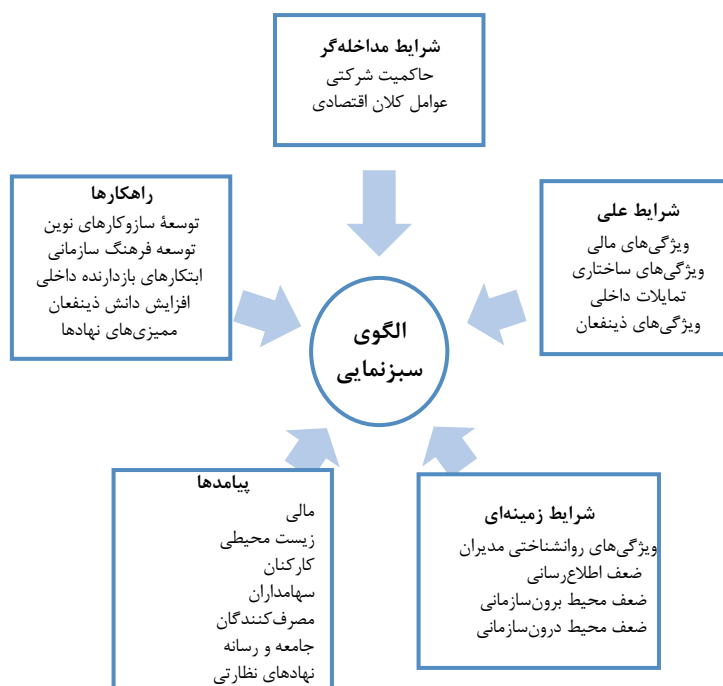 شرایط مداخله‌گر
حاکمیت شرکتی
عوامل کلان اقتصادی
شرایط علی
ویژگی‌های مالی
ویژگی‌های ساختاری
تمایلات داخلی
ویژگی‌های ذینفعان
راهکارها
توسعهٔ سازوکارهای نوین
توسعه فرهنگ سازمانی
ابتکارهای بازدارنده داخلی
افزایش دانش ذینفعان
ممیزی‌های نهادها
الگوی
سبزنمایی
شرایط زمینه‌ای
ویژگی‌های روانشناختی مدیران
ضعف اطلاع‌رسانی
ضعف محیط برون‌سازمانی
ضعف محیط درون‌سازمانی
پیامدها
مالی
زیست محیطی
کارکنان
سهامداران
مصرف‌کنندگان
جامعه و رسانه
نهادهای نظارتی